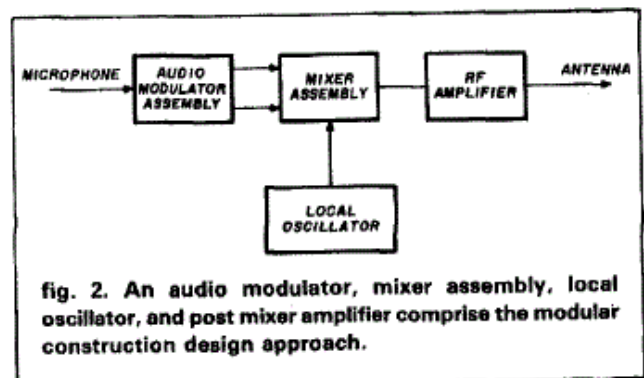 MICROPHONE
AUDIO
MODULATOR
ASSEMBLY
MIXER
ASSEMBLY
RF
AMPLIFIER
ANTENNA
LOCAL
OSCILLATOR
fig. 2. An audio modulator, mixer assembly, local
oscillator, and post mixer amplifier comprise the modular
construction design approach.